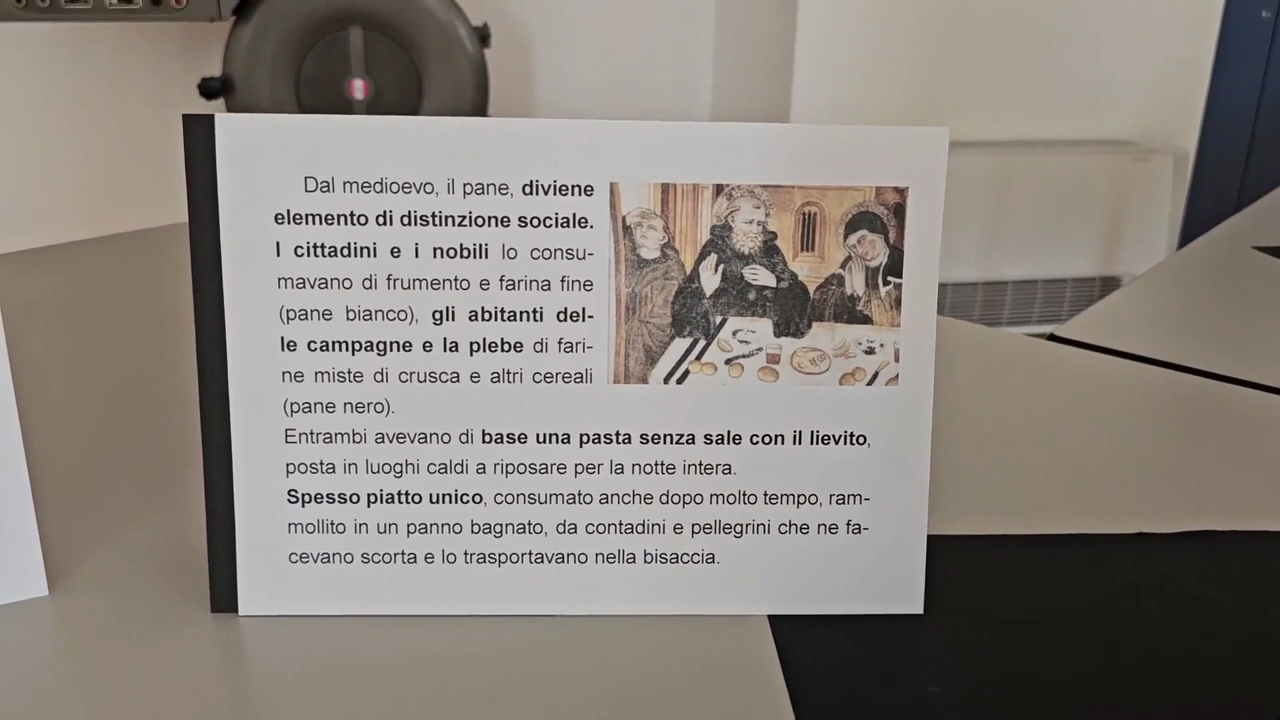 Dal medioevo, il pane, diviene
elemento di distinzione sociale.
I cittadini e i nobili lo consu-
mavano di frumento e farina fine
(pane bianco), gli abitanti del-
le campagne e la plebe di fari-
ne miste di crusca e altri cereali
(pane nero).
Entrambi avevano di base una pasta senza sale con il lievito,
posta in luoghi caldi a riposare per la notte intera.
Spesso piatto unico, consumato anche dopo molto tempo, ram-
mollito in un panno bagnato, da contadini e pellegrini che ne fa-
cevano scorta e lo trasportavano nella bisaccia.